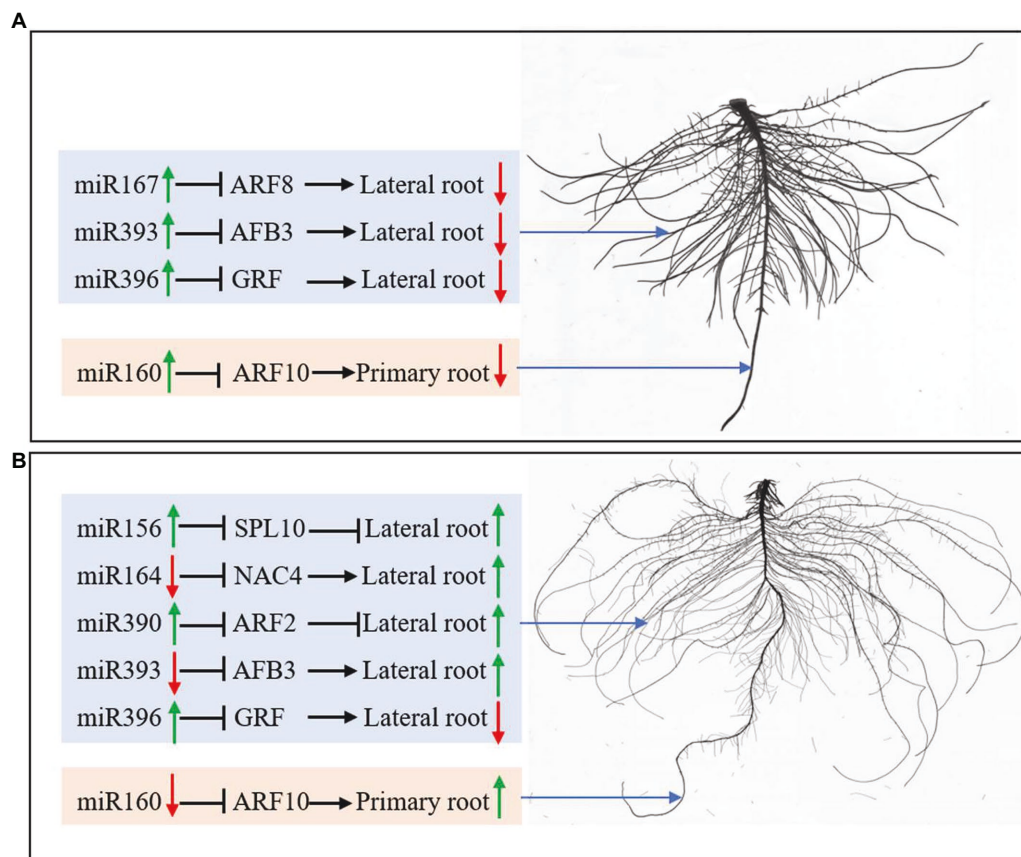 A
miR167 ARF8 Lateral root
miR393 AFB3 Lateral root
miR396 GRF Lateral root
miR160 ARF10 Primary root
B
miR156 SPL10 Lateral root
miR164 NAC4 Lateral root
miR390 ARF2 Lateral root
miR393 AFB3 Lateral root
miR396 GRF Lateral root
miR160 ARF10 Primary root